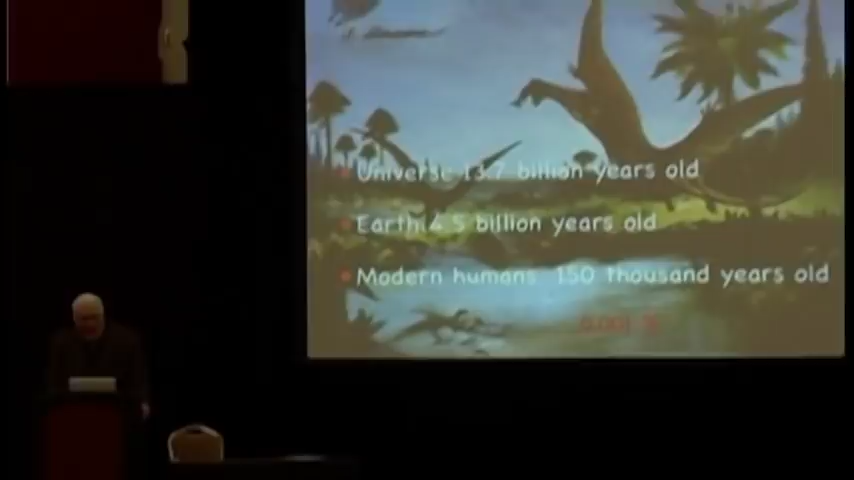 Universe 13.7 billion years old
Earth 4.5 billion years old
Modern humans 150 thousand years old